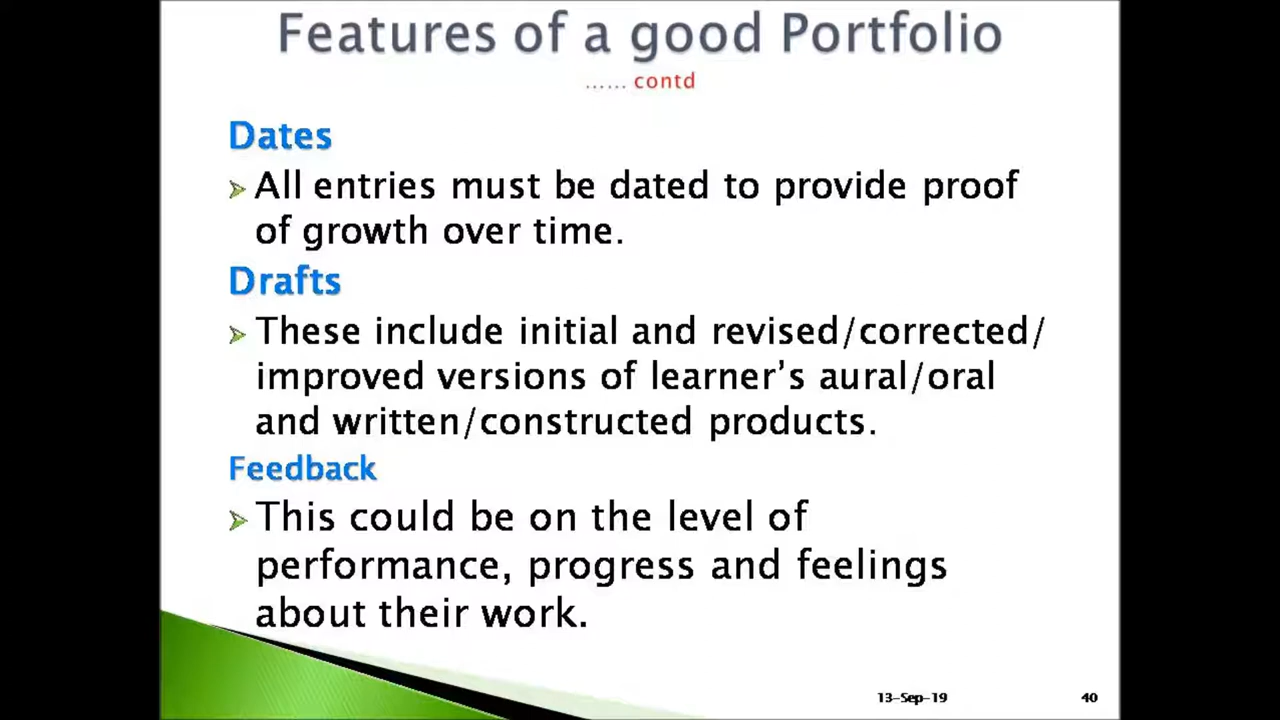 Features of a good Portfolio
...... contd
Dates
All entries must be dated to provide proof
of growth over time.
Drafts
These include initial and revised/corrected/
improved versions of learner’s aural/oral
and written/constructed products.
Feedback
This could be on the level of
performance, progress and feelings
about their work.
13-Sep-19
40